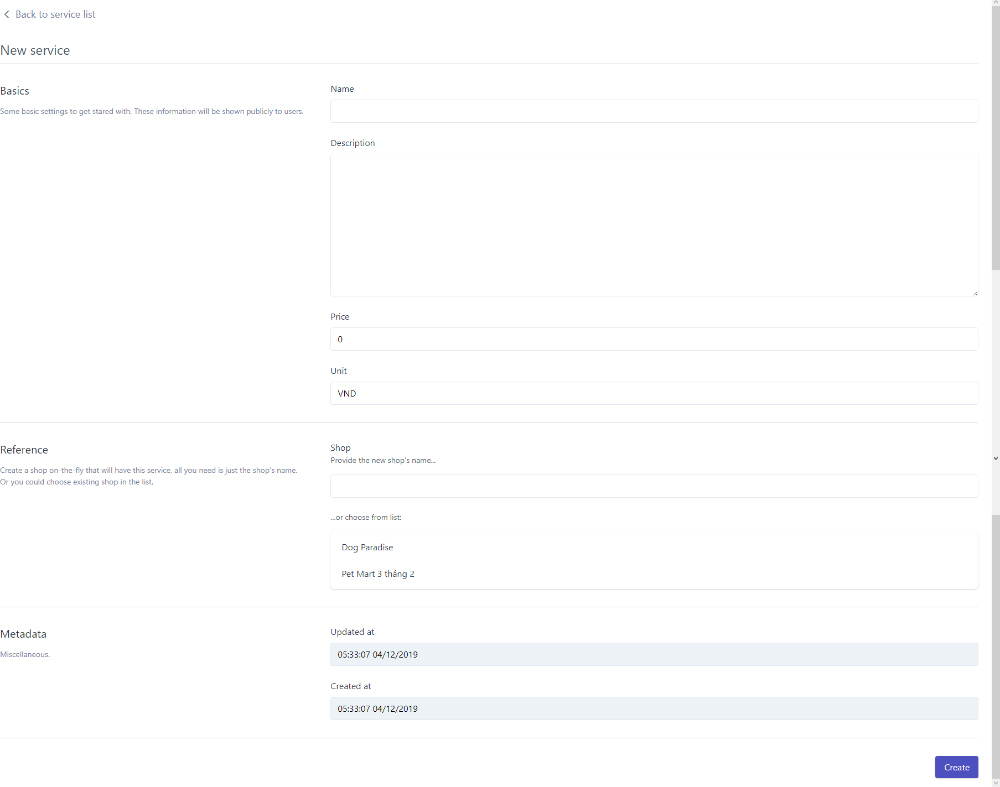 Back to service list
New service
Basics
Some basic settings to get stared with. These information will be shown publicly to users.
Name
Description
Price
0
Unit
VND
Reference
Create a shop on-the-fly that will have this service, all you need is just the shop's name.
Or you could choose existing shop in the list.
Shop
Provide the new shop's name...
...or choose from list:
Dog Paradise
Pet Mart 3 tháng 2
Metadata
Miscellaneous.
Updated at
05:33:07 04/12/2019
Created at
05:33:07 04/12/2019
Create